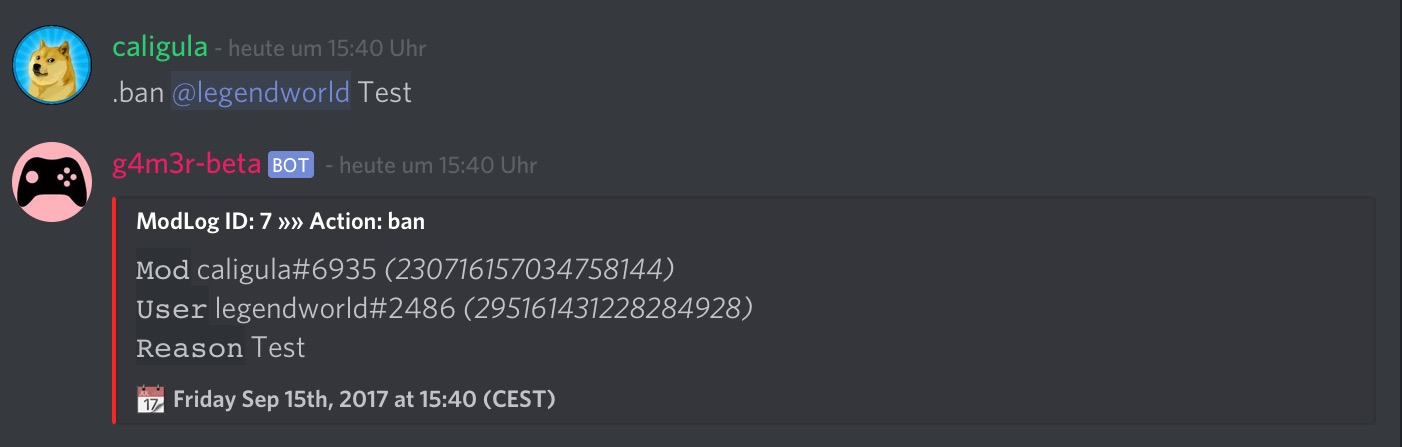 caligula - heute um 15:40 Uhr
.ban @legendworld Test
g4m3r-beta BOT - heute um 15:40 Uhr
ModLog ID: 7 »» Action: ban
Mod caligula#6935 (230716157034758144)
User legendworld#2486 (295161431228284928)
Reason Test
JUL 17 Friday Sep 15th, 2017 at 15:40 (CEST)